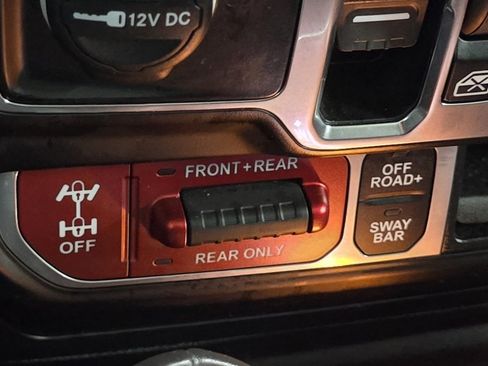 12V DC
FRONT+REAR
OFF
REAR ONLY
OFF
ROAD+
SWAY
BAR